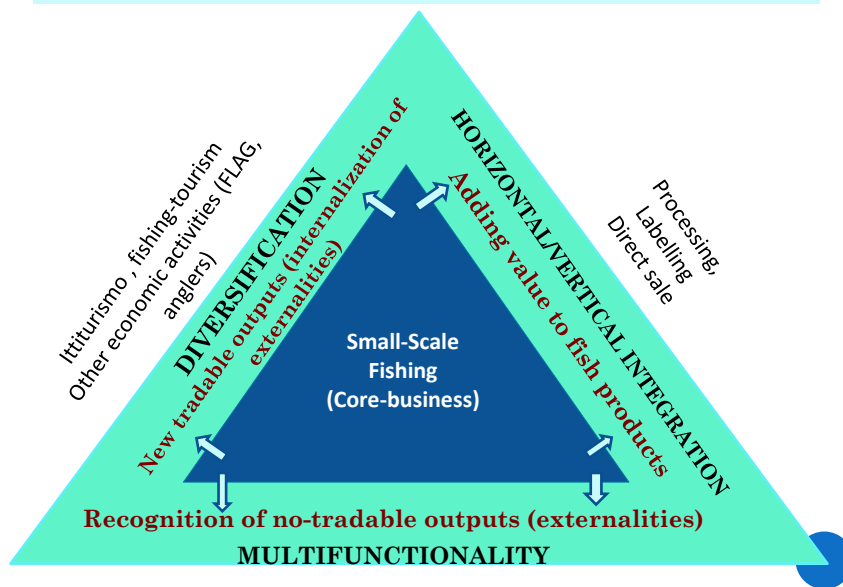 Ittiturismo , fishing-tourism
Other economic activities (FLAG,
anglers)
DIVERSIFICATION
New tradable outputs (internalization of
externalities)
HORIZONTAL/VERTICAL INTEGRATION
Adding value to fish products
Processing,
Labelling
Direct sale
Small-Scale
Fishing
(Core-business)
Recognition of no-tradable outputs (externalities)
MULTIFUNCTIONALITY